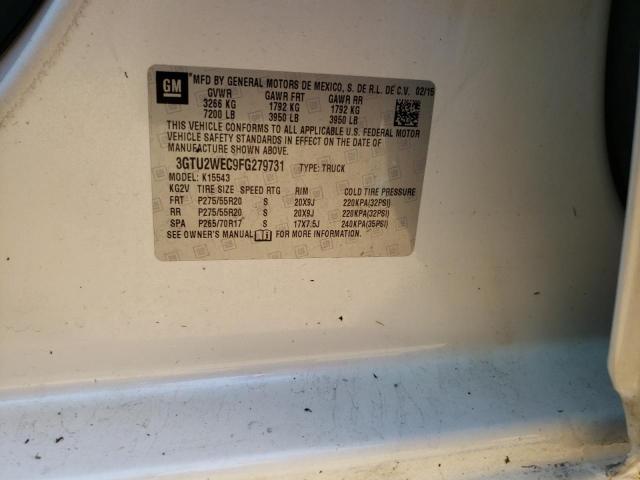 GM
MFD BY GENERAL MOTORS DE MEXICO, S. DE R.L. DE C.V. 02/15
GVWR GAWR FRT GAWR RR
3266 KG 1792 KG 1792 KG
7200 LB 3950 LB 3950 LB
THIS VEHICLE CONFORMS TO ALL APPLICABLE U.S. FEDERAL MOTOR
VEHICLE SAFETY STANDARDS IN EFFECT ON THE DATE OF
MANUFACTURE SHOWN ABOVE.
3GTU2WEC9FG279731 TYPE: TRUCK
MODEL: K15543
KG2V TIRE SIZE SPEED RTG RIM COLD TIRE PRESSURE
FRT P275/55R20 S 20X9J 220KPA(32PSI)
RR P275/55R20 S 20X9J 220KPA(32PSI)
SPA P265/70R17 S 17X7.5J 240KPA(35PSI)
SEE OWNER'S MANUAL FOR MORE INFORMATION.